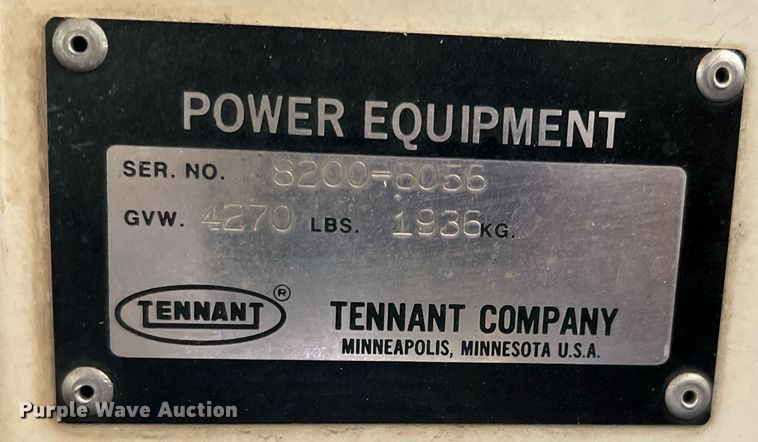 POWER EQUIPMENT
SER. NO. 8200-6056
GVW. 4270 LBS. 1936 KG.
TENNANT ®
TENNANT COMPANY
MINNEAPOLIS, MINNESOTA U.S.A.
Purple Wave Auction